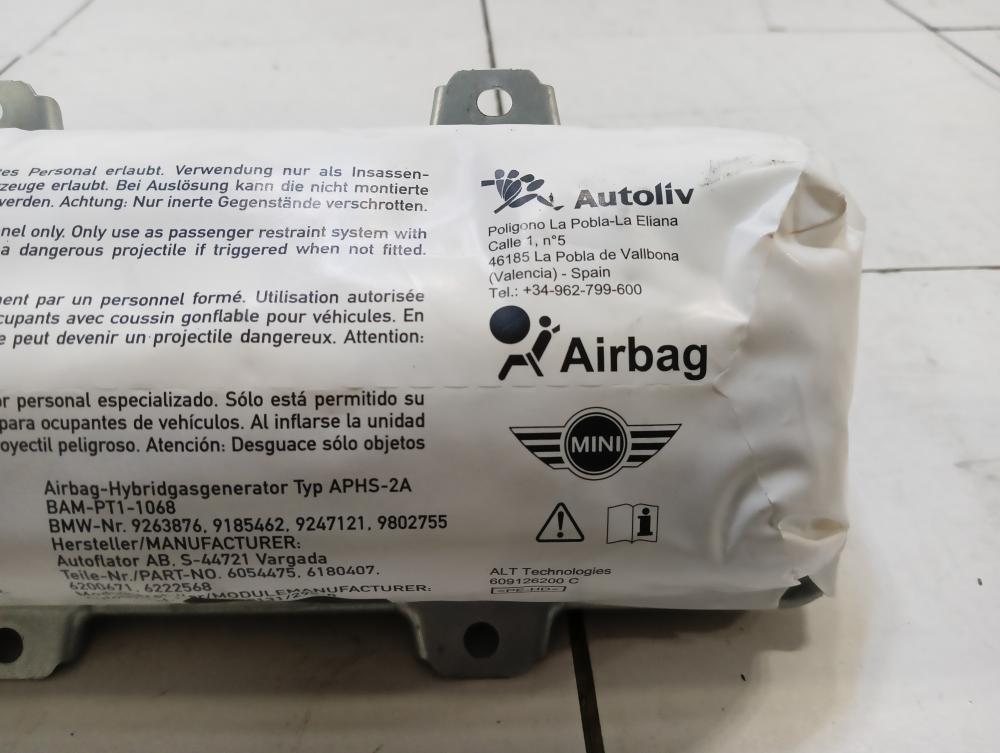 es Personal erlaubt. Verwendung nur als Insassen-
zeuge erlaubt. Bei Auslösung kann die nicht montierte
werden. Achtung: Nur inerte Gegenstände verschrotten.
nel only. Only use as passenger restraint system with
a dangerous projectile if triggered when not fitted.
ment par un personnel formé. Utilisation autorisée
cupants avec coussin gonflable pour véhicules. En
e peut devenir un projectile dangereux. Attention:
or personal especializado. Sólo está permitido su
para ocupantes de vehículos. Al inflarse la unidad
oyectil peligroso. Atención: Desguace sólo objetos
Airbag-Hybridgasgenerator Typ APHS-2A
BAM-PT1-1068
BMW-Nr. 9263876, 9185462, 9247121, 9802755
Hersteller/MANUFACTURER:
Autoflator AB, S-44721 Vargada
Teile-Nr./PART-NO. 6054475, 6180407,
6200671, 6222568
/MODULEMANUFACTURER:
Autoliv
Poligono La Pobla-La Eliana
Calle 1, n°5
46185 La Pobla de Vallbona
(Valencia) - Spain
Tel.: +34-962-799-600
Airbag
MINI
ALT Technologies
609126200 C
>PE-HD<